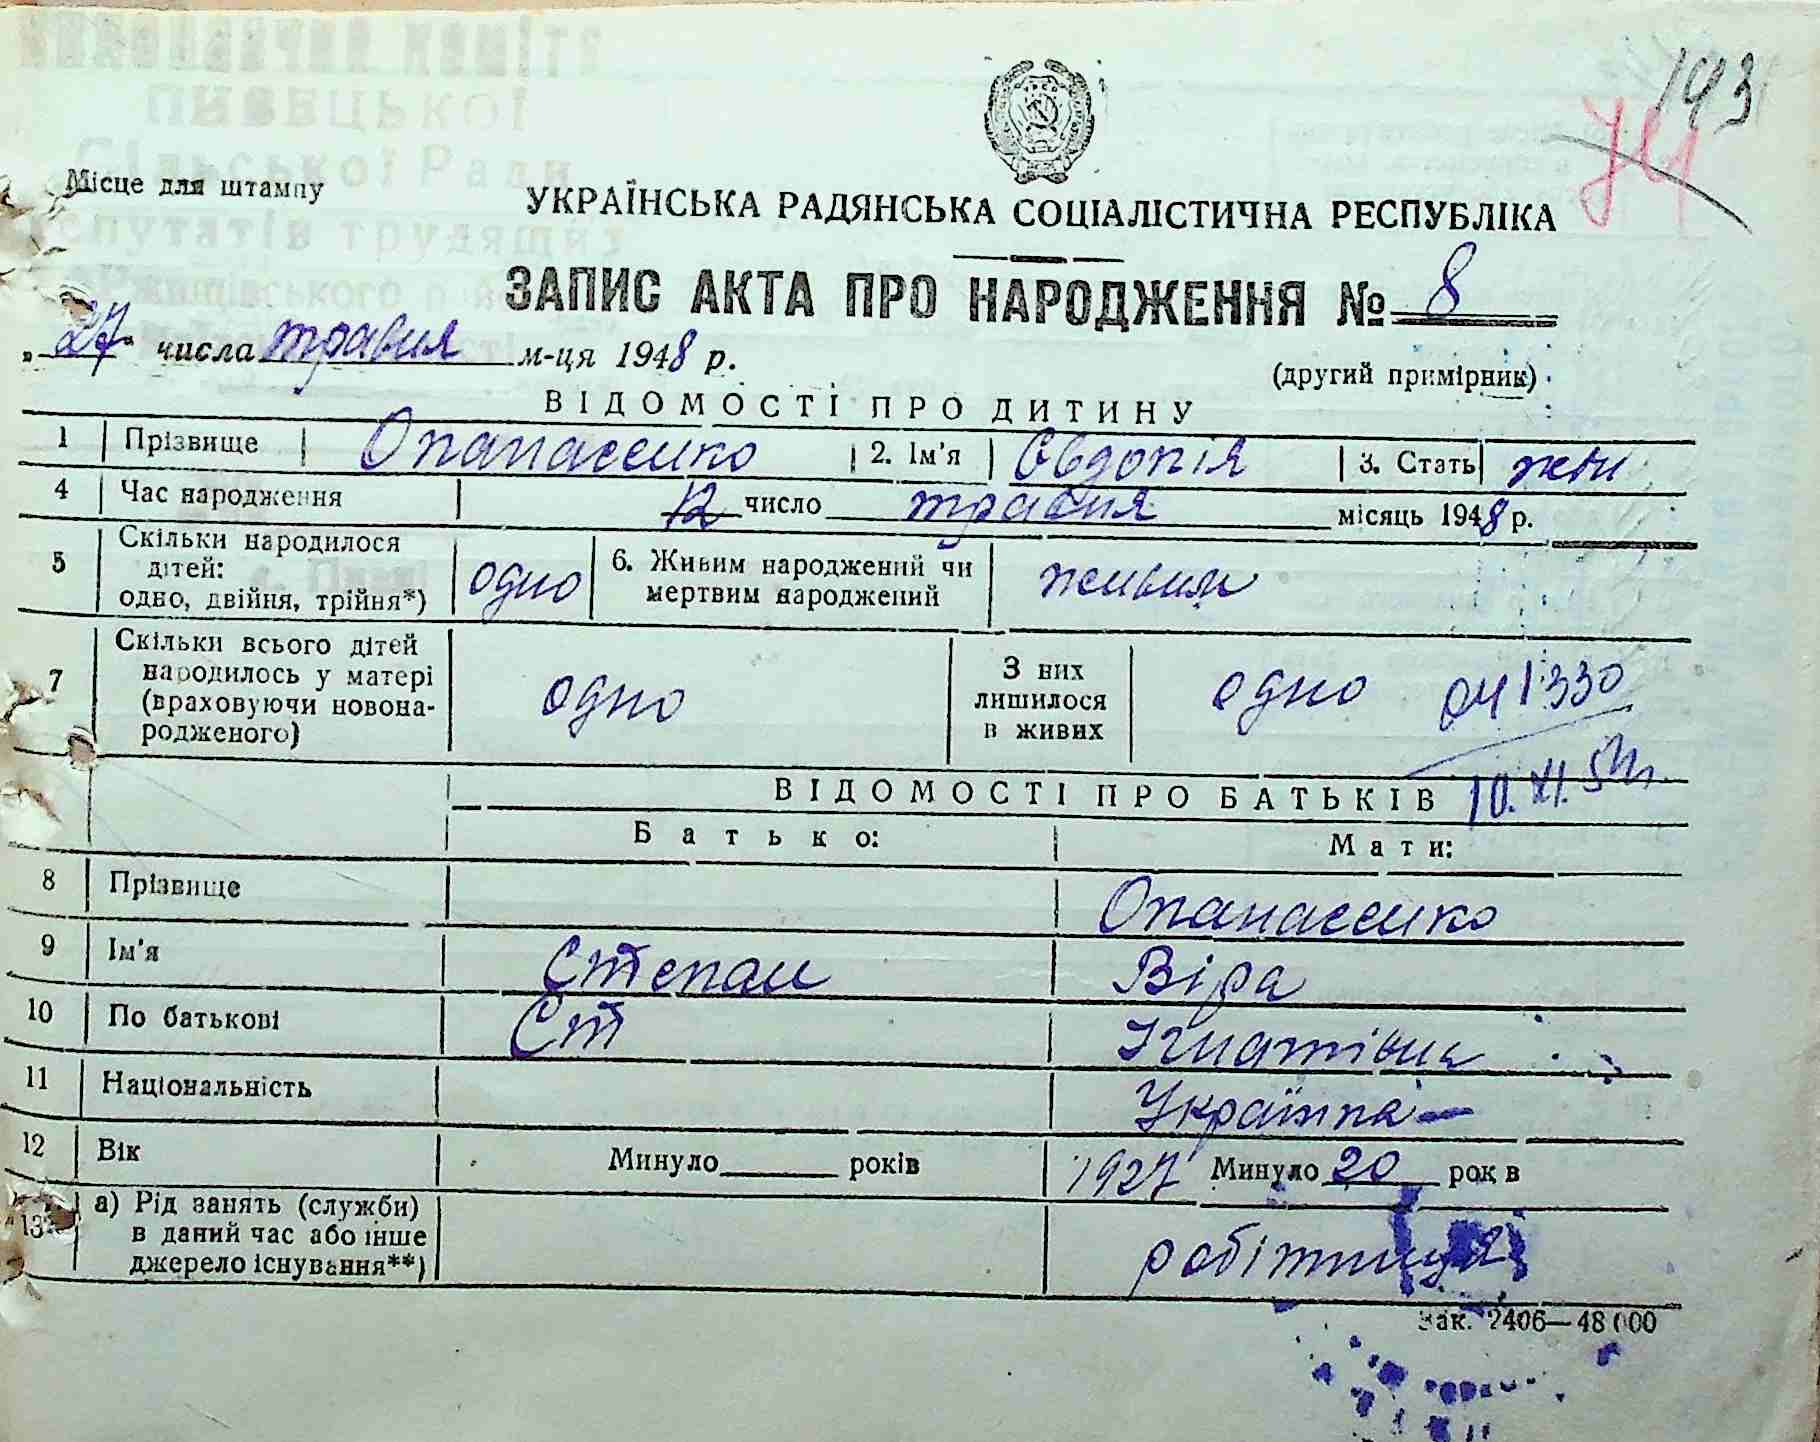 193
Місце для штампу
УКРАЇНСЬКА РАДЯНСЬКА СОЦІАЛІСТИЧНА РЕСПУБЛІКА
ЗАПИС АКТА ПРО НАРОДЖЕННЯ № 8
„27" числа травня м-ця 1948 р.
(другий примірник)
ВІДОМОСТІ ПРО ДИТИНУ
1 Прізвище Опанасенко 2. Ім'я Євдокія 3. Стать жін
4 Час народження 12 число травня місяць 1948 р.
5 Скільки народилося
дітей:
одно, двійня, трійня*) одно 6. Живим народжений чи
мертвим народжений живим
7 Скільки всього дітей
народилось у матері
(враховуючи новона-
родженого) одно З них
лишилося
в живих одно
ВІДОМОСТІ ПРО БАТЬКІВ
Батько: Мати:
8 Прізвище Опанасенко
9 Ім'я Степан Віра
10 По батькові Ст Ігнатівна
11 Національність Українка
12 Вік Минуло років 1927 Минуло 20 рок в
13 а) Рід занять (служби)
в даний час або інше
джерело існування**) робітниця
Зак. 2406—48 000